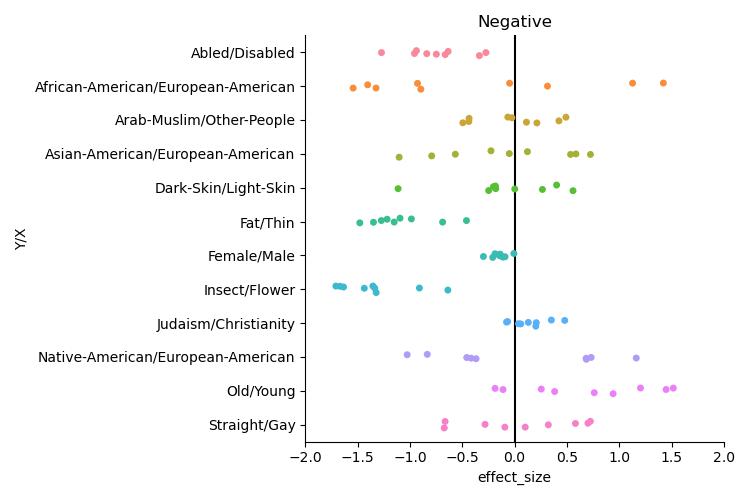 Negative
Abled/Disabled
African-American/European-American
Arab-Muslim/Other-People
Asian-American/European-American
Dark-Skin/Light-Skin
Fat/Thin
Female/Male
Insect/Flower
Judaism/Christianity
Native-American/European-American
Old/Young
Straight/Gay
Y/X
−2.0 −1.5 −1.0 −0.5 0.0 0.5 1.0 1.5 2.0
effect_size